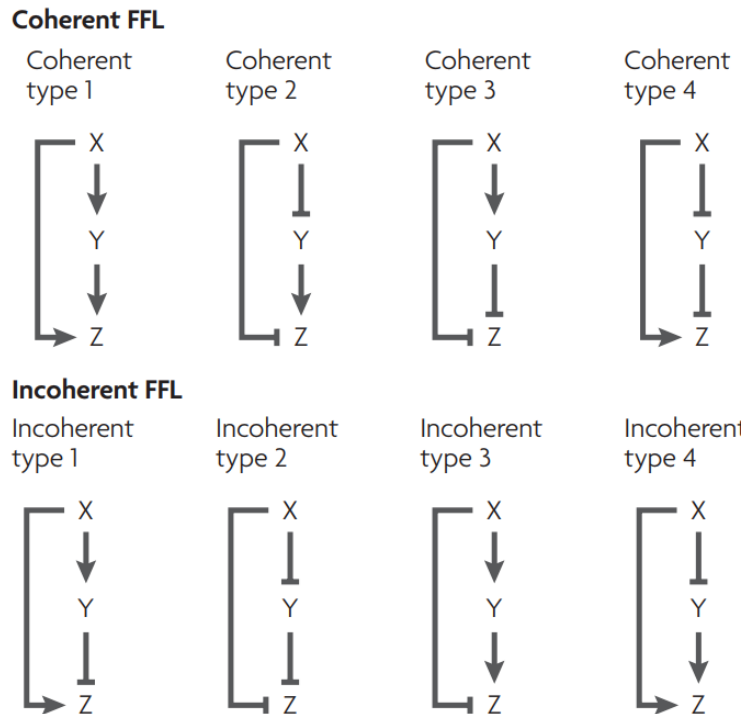 Coherent FFL
Coherent Coherent Coherent Coherent
type 1 type 2 type 3 type 4
X X X X
Y Y Y Y
Z Z Z Z
Incoherent FFL
Incoherent Incoherent Incoherent Incoherent
type 1 type 2 type 3 type 4
X X X X
Y Y Y Y
Z Z Z Z